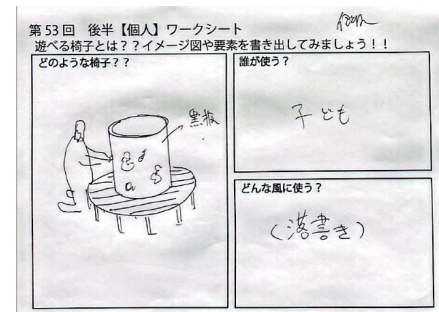 第53回 後半【個人】ワークシート
遊べる椅子とは??イメージ図や要素を書き出してみましょう!!
どのような椅子??
黒板
誰が使う?
子ども
どんな風に使う?
(落書き)